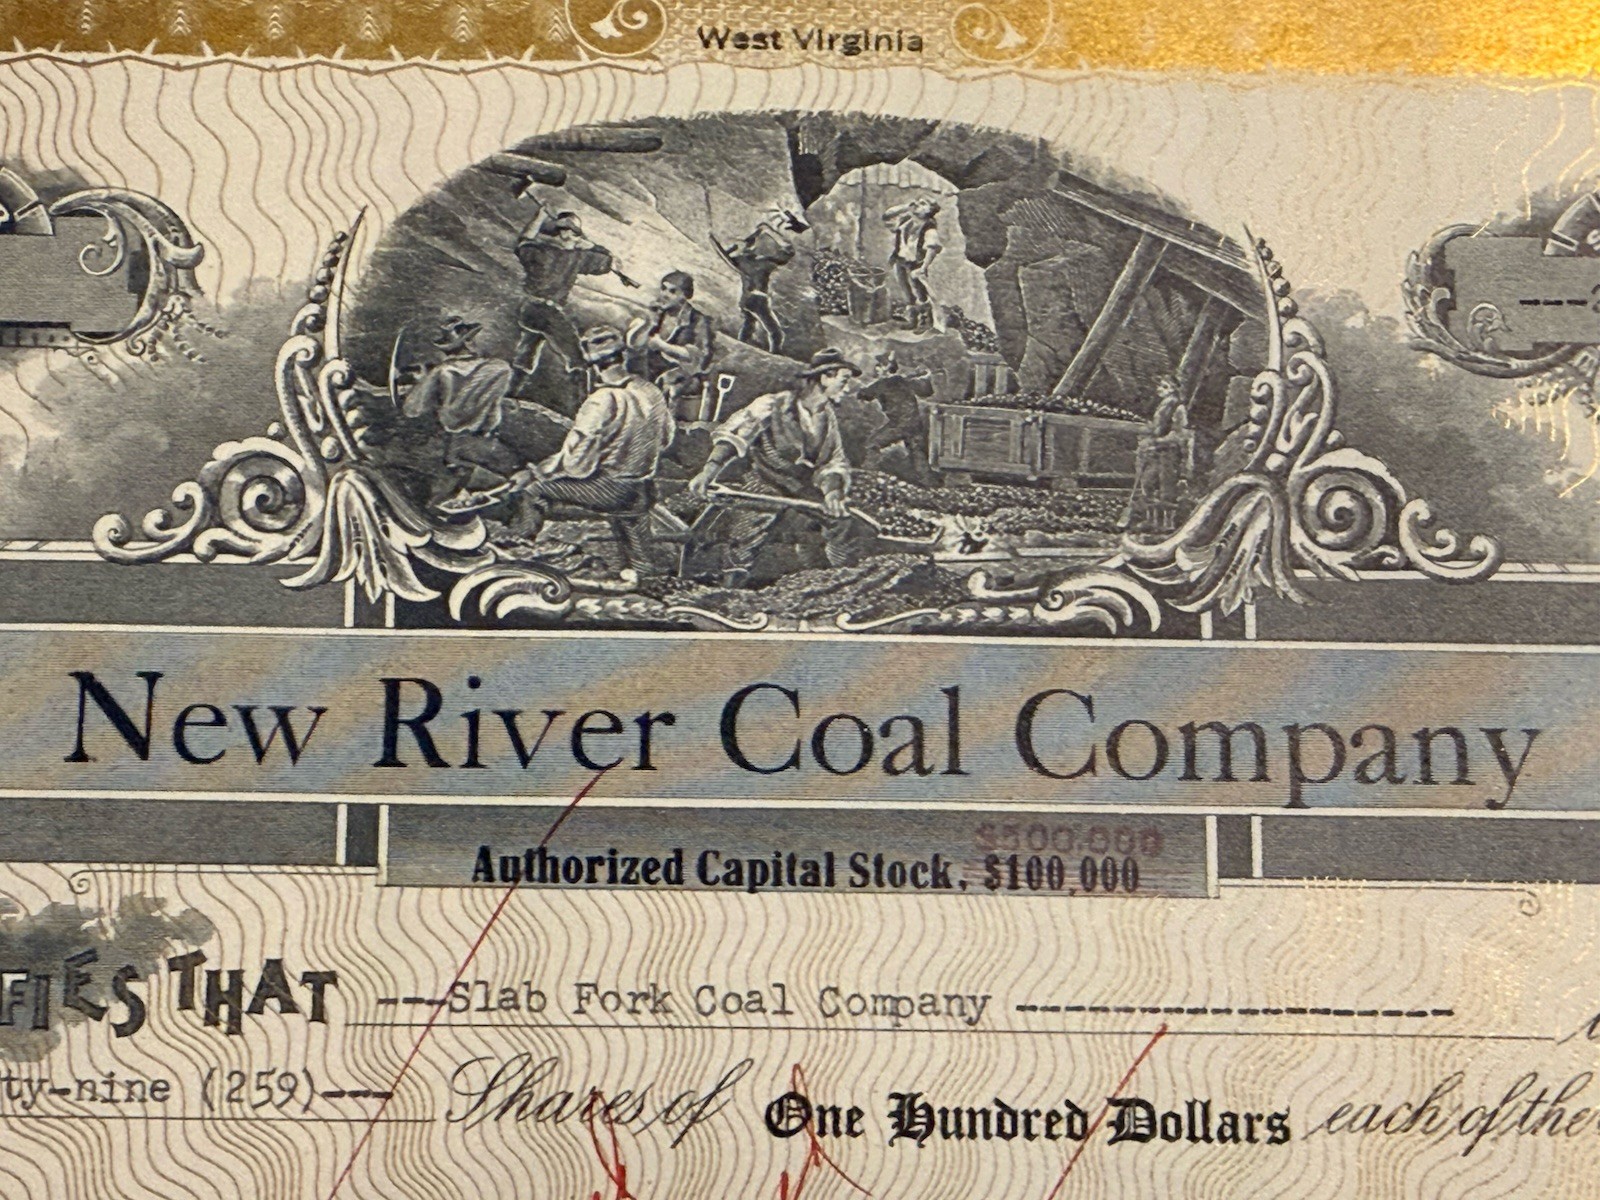 West Virginia
New River Coal Company
$500,000
Authorized Capital Stock, $100,000
FIES THAT ---Slab Fork Coal Company -------------------
ty-nine (259)--- Shares of One Hundred Dollars each of the